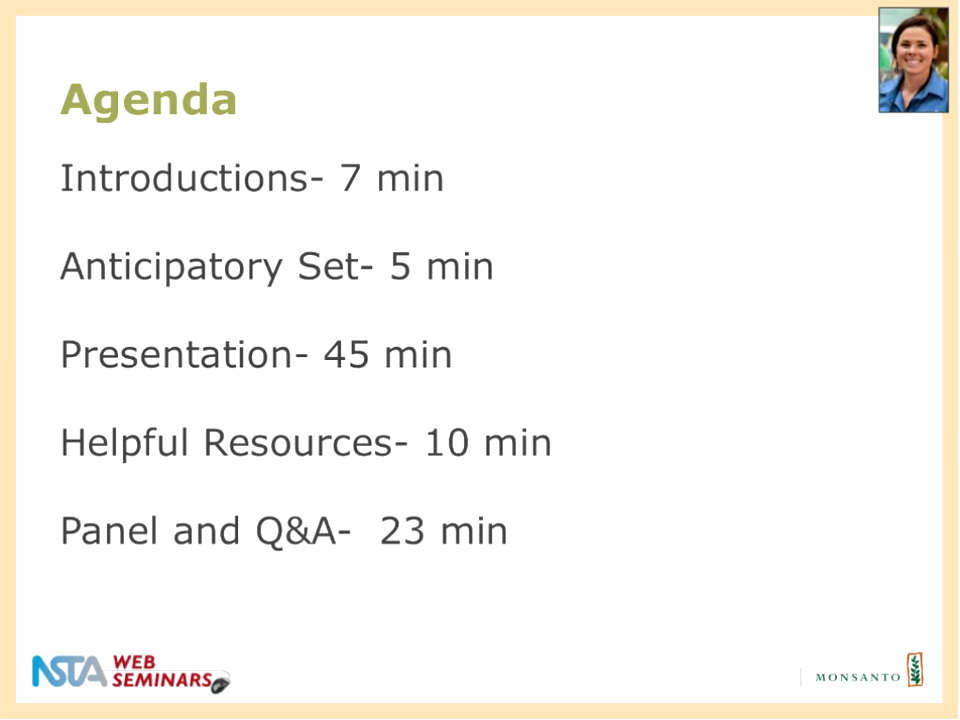 Agenda
Introductions- 7 min
Anticipatory Set- 5 min
Presentation- 45 min
Helpful Resources- 10 min
Panel and Q&A-  23 min
NSTA WEB SEMINARS
MONSANTO